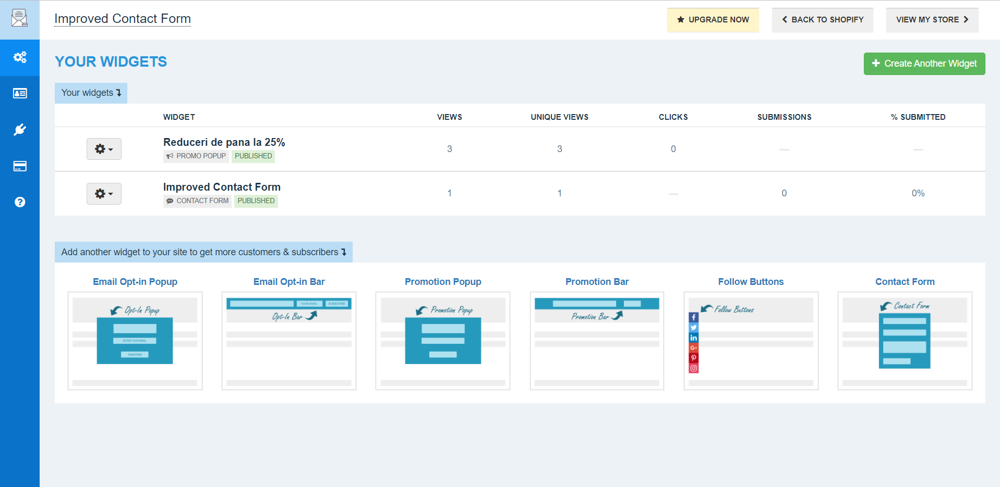 Improved Contact Form
UPGRADE NOW
BACK TO SHOPIFY
VIEW MY STORE
YOUR WIDGETS
Create Another Widget
Your widgets
WIDGET VIEWS UNIQUE VIEWS CLICKS SUBMISSIONS % SUBMITTED
Reduceri de pana la 25%
PROMO POPUP PUBLISHED
3 3 0 — —
Improved Contact Form
CONTACT FORM PUBLISHED
1 1 — 0 0%
Add another widget to your site to get more customers & subscribers
Email Opt-in Popup
Opt-In Popup
ENTER YOUR EMAIL
SUBSCRIBE
Email Opt-in Bar
YOUR EMAIL SUBSCRIBE
Opt-In Bar
Promotion Popup
Promotion Popup
Promotion Bar
Promotion Bar
Follow Buttons
Follow Buttons
f
in
G+
Contact Form
Contact Form